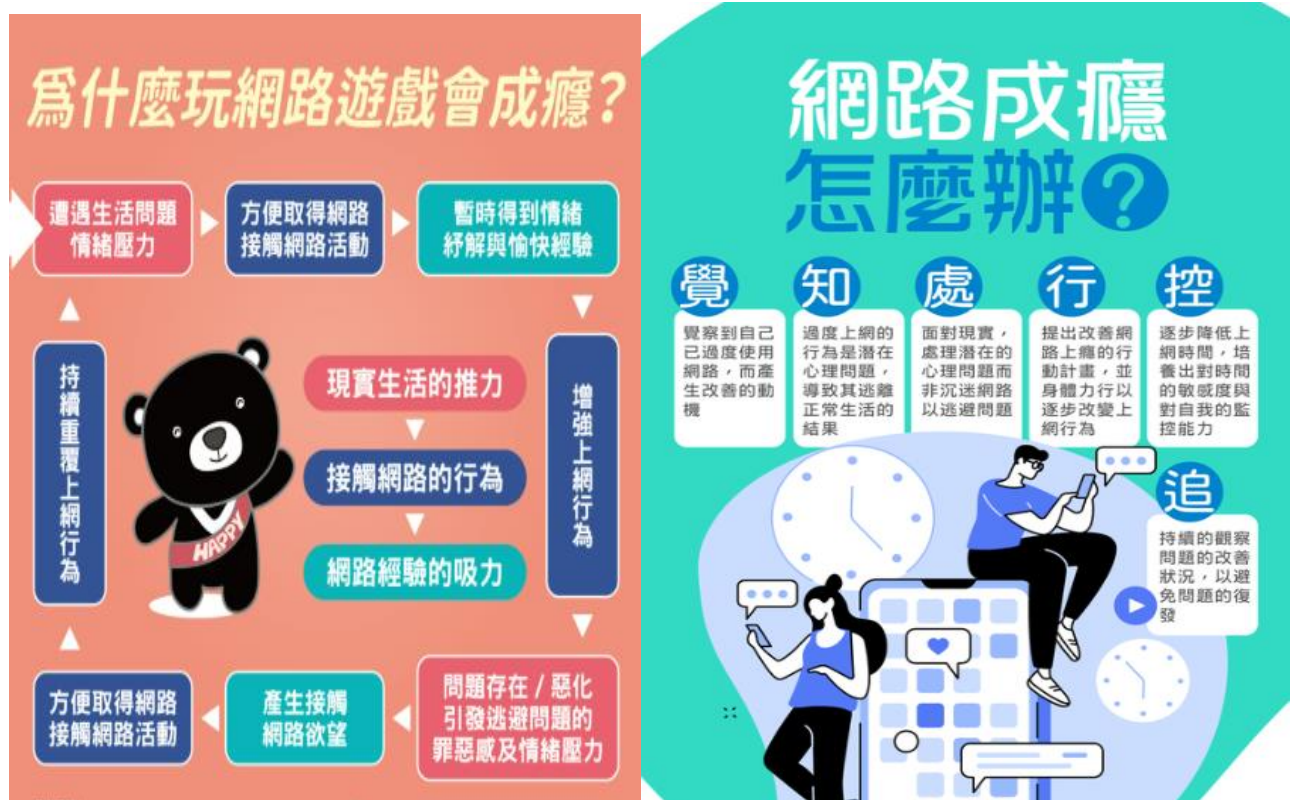 為什麼玩網路遊戲會成癮?
遭遇生活問題
情緒壓力
方便取得網路
接觸網路活動
暫時得到情緒
紓解與愉快經驗
增強上網行為
問題存在/惡化
引發逃避問題的
罪惡感及情緒壓力
產生接觸
網路欲望
方便取得網路
接觸網路活動
持續重覆上網行為
現實生活的推力
接觸網路的行為
網路經驗的吸力
HAPPY
網路成癮
怎麼辦?
覺
覺察到自己
已過度使用
網路,而產
生改善的動
機
知
過度上網的
行為是潛在
心理問題,
導致其逃離
正常生活的
結果
處
面對現實,
處理潛在的
心理問題而
非沉迷網路
以逃避問題
行
提出改善網
路上癮的行
動計畫,並
身體力行以
逐步改變上
網行為
控
逐步降低上
網時間,培
養出對時間
的敏感度與
對自我的監
控能力
追
持續的觀察
問題的改善
狀況,以避
免問題的復
發